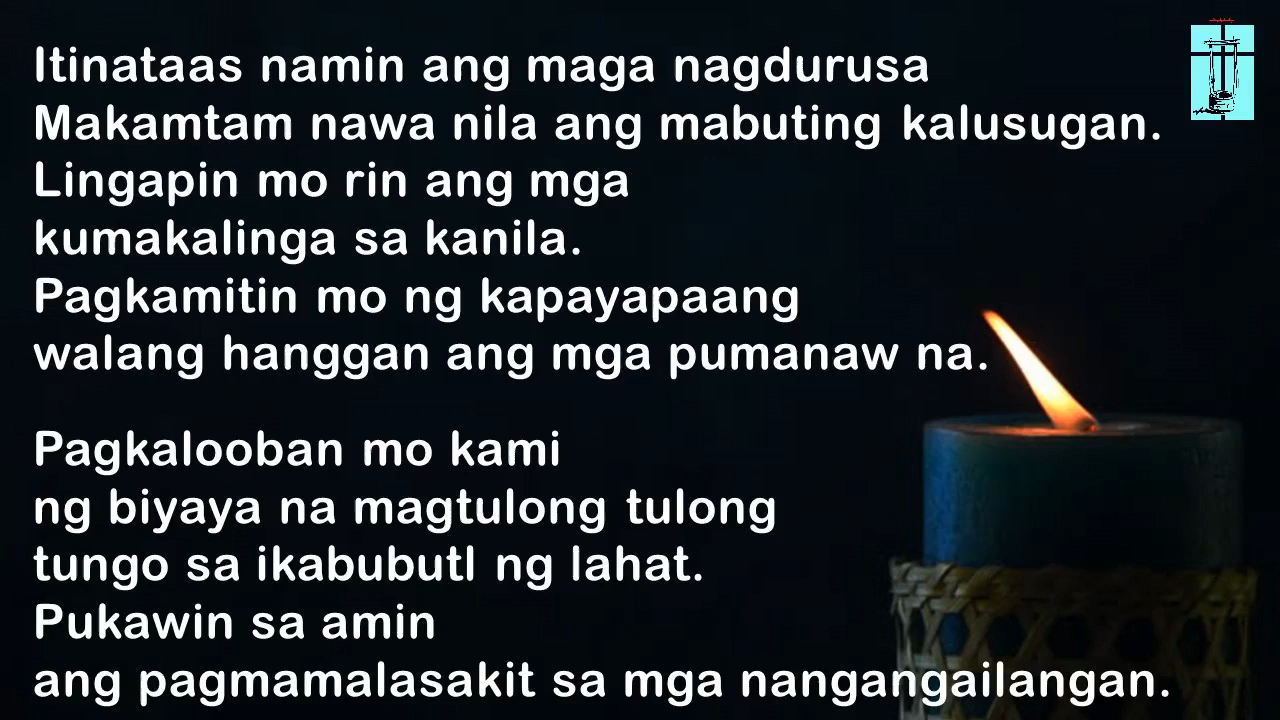 Itinataas namin ang maga nagdurusa
Makamtam nawa nila ang mabuting kalusugan.
Lingapin mo rin ang mga
kumakalinga sa kanila.
Pagkamitin mo ng kapayapaang
walang hanggan ang mga pumanaw na.
Pagkalooban mo kami
ng biyaya na magtulong tulong
tungo sa ikabubutl ng lahat.
Pukawin sa amin
ang pagmamalasakit sa mga nangangailangan.